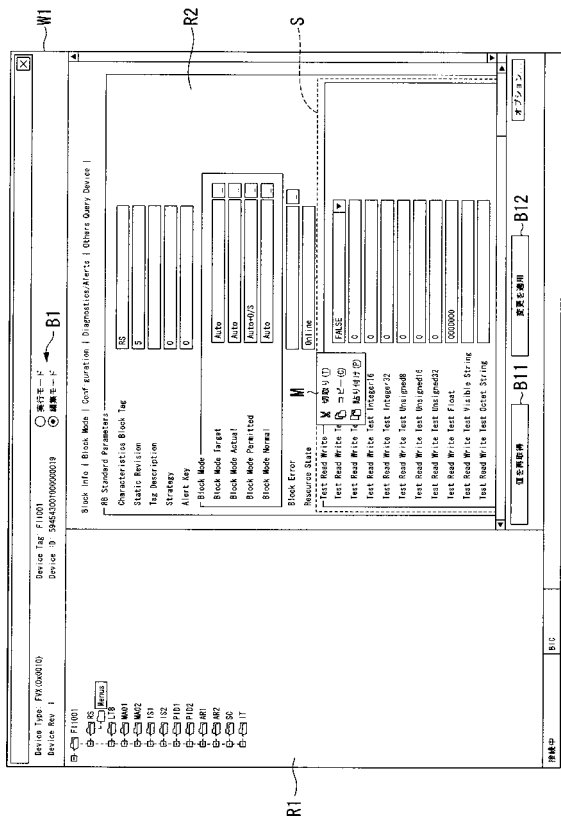 W1
Device Type: FVX(0x0010)
Device Tag: FI1001
Device Rev: 1
Device ID: 594543001000000019
実行モード
編集モード
B1
FI1001
RS
Menus
LTB
MAO1
MAO2
IS1
IS2
PID1
PID2
AR1
AR2
SC
IT
R1
Block Info | Block Mode | Configuration | Diagnostics/Alerts | Others Query Device |
RB Standard Parameters
Characteristics Block Tag
RS
Static Revision
5
Tag Description
Strategy
0
Alert Key
0
Block Mode
Block Mode Target
Auto
Block Mode Actual
Auto
Block Mode Permitted
Auto+O/S
Block Mode Normal
Auto
Block Error
Resource State
Online
R2
S
M
切取り(T)
コピー(C)
貼り付け(P)
Test Read Write Te
FALSE
Test Read Write Te
0
Test Read Write Test Integer16
0
Test Read Write Test Integer32
0
Test Read Write Test Unsigned8
0
Test Read Write Test Unsigned16
0
Test Read Write Test Unsigned32
0
Test Read Write Test Float
Test Read Write Test Visible String
Test Read Write Test Octet String
値を再取得
B11
変更を適用
B12
オプション...
接続中
BIC